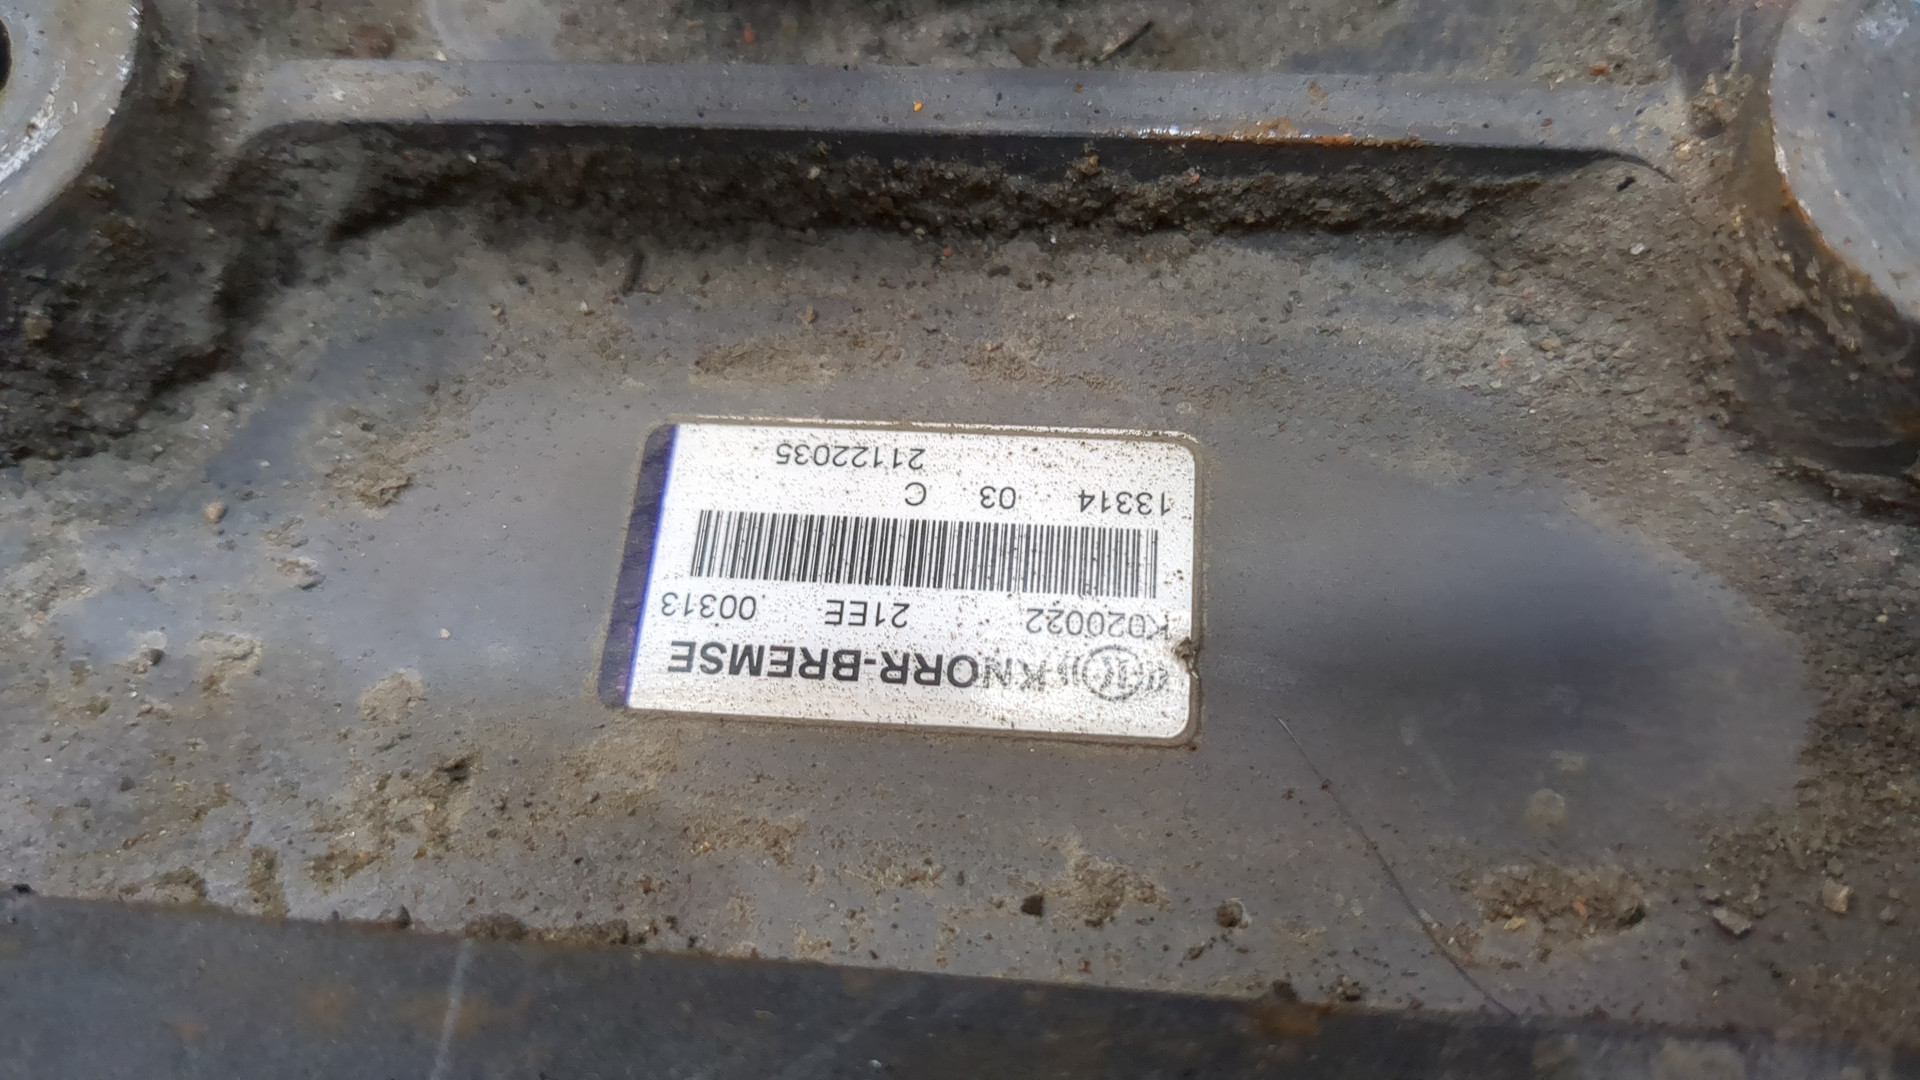 KNORR-BREMSE
K020022 21EE 00313
13314 03 C
21122035